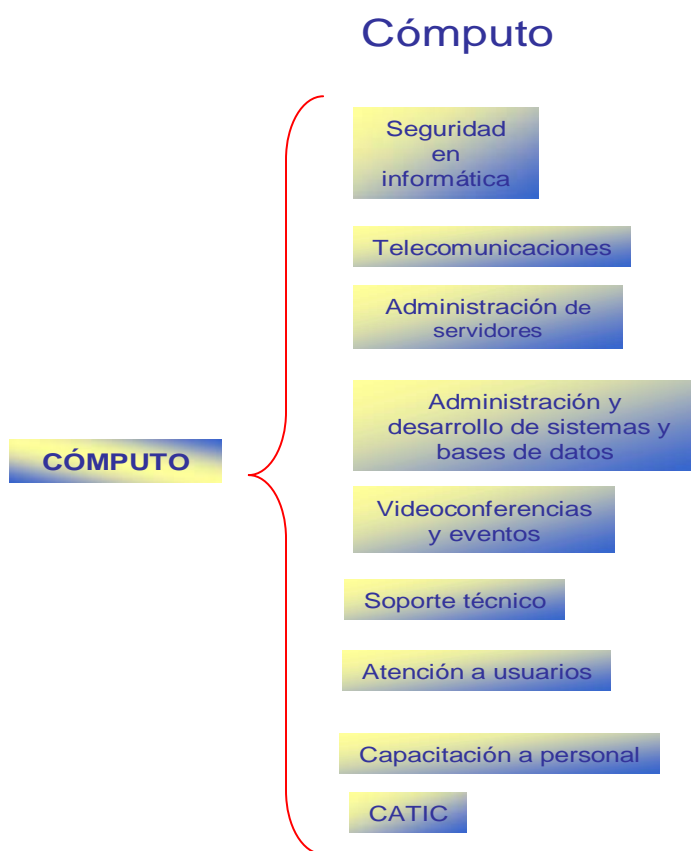 Cómputo
CÓMPUTO
Seguridad
en
informática
Telecomunicaciones
Administración de
servidores
Administración y
desarrollo de sistemas y
bases de datos
Videoconferencias
y eventos
Soporte técnico
Atención a usuarios
Capacitación a personal
CATIC